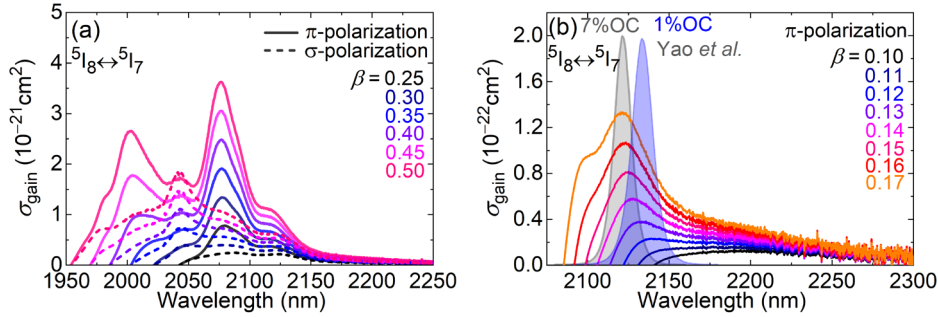 (a)
π-polarization
σ-polarization
⁵I₈↔⁵I₇
β = 0.25
0.30
0.35
0.40
0.45
0.50
σgain (10⁻²¹cm²)
5
4
3
2
1
0
1950 2000 2050 2100 2150 2200 2250
Wavelength (nm)
(b)
7%OC 1%OC
Yao et al.
π-polarization
⁵I₈↔⁵I₇
β = 0.10
0.11
0.12
0.13
0.14
0.15
0.16
0.17
σgain (10⁻²²cm²)
2.0
1.6
1.2
0.8
0.4
0.0
2100 2150 2200 2250 2300
Wavelength (nm)